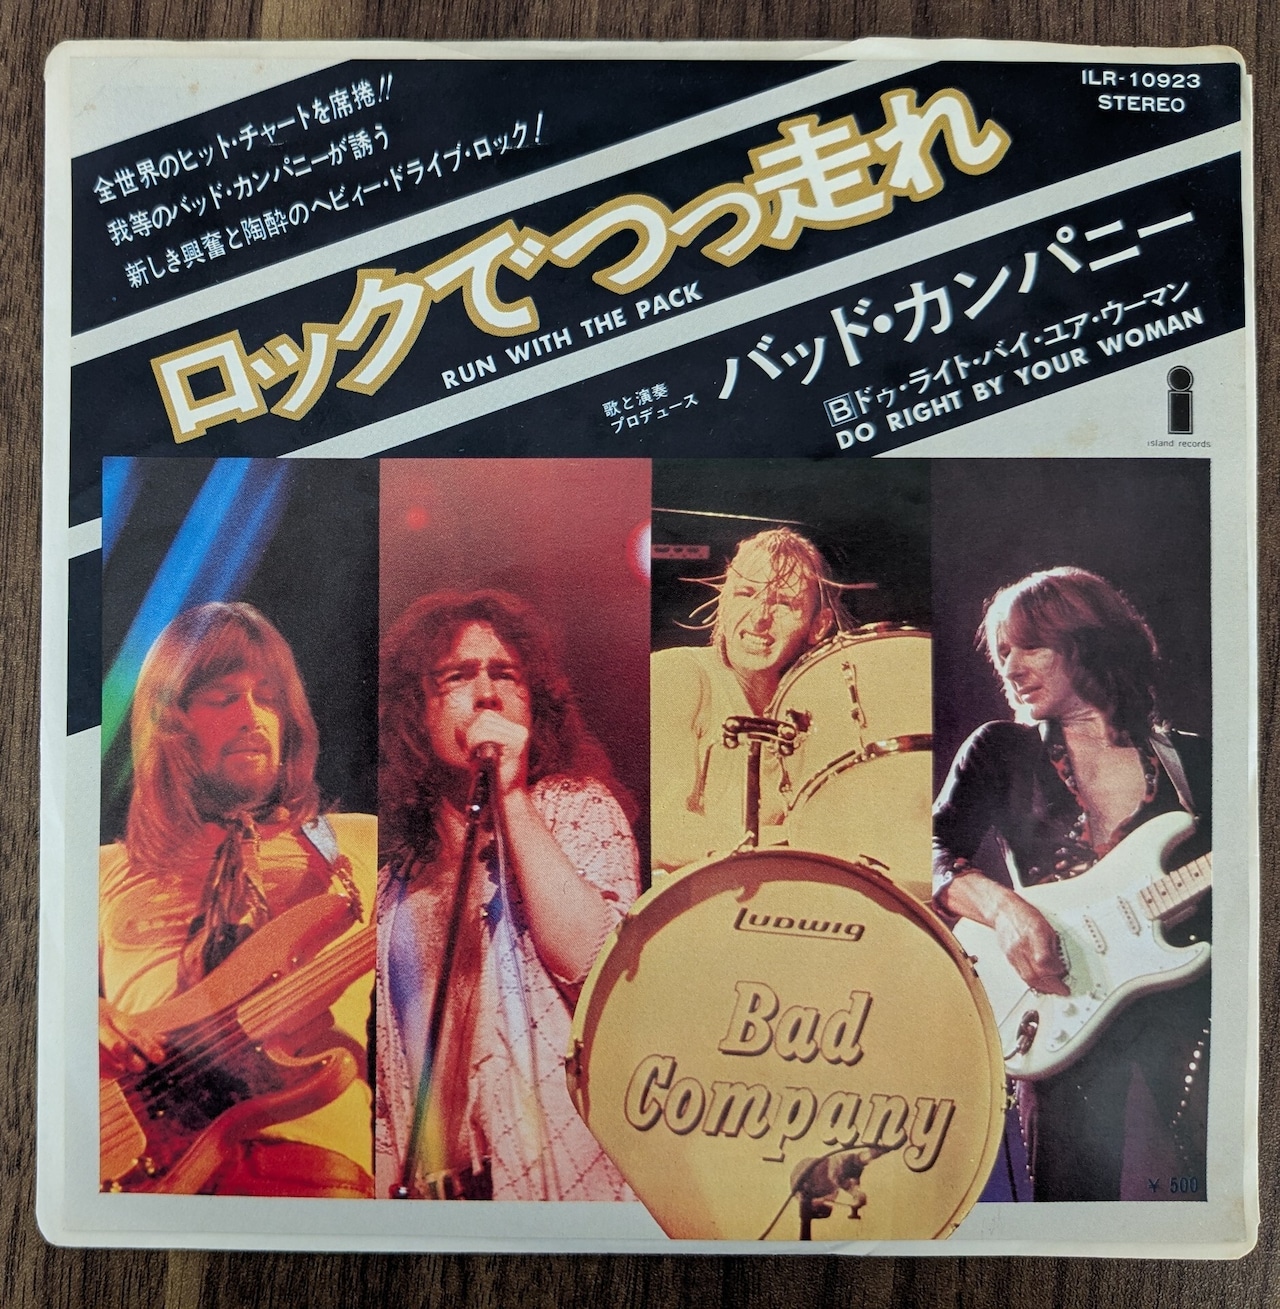 全世界のヒット・チャートを席捲!!
我等のバッド・カンパニーが誘う
新しき興奮と陶酔のヘビィー・ドライブ・ロック!
ILR-10923
STEREO
ロックでつっ走れ
RUN WITH THE PACK
歌と演奏
プロデュース
バッド・カンパニー
Bドゥ・ライト・バイ・ユア・ウーマン
DO RIGHT BY YOUR WOMAN
island records
LUDWIG
Bad
Company
¥ 500